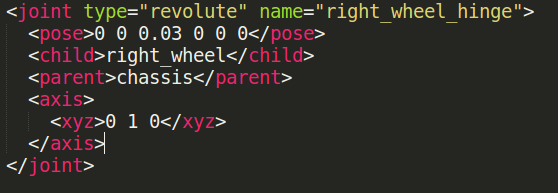 <joint type="revolute" name="right_wheel_hinge">
<pose>0 0 0.03 0 0 0</pose>
<child>right_wheel</child>
<parent>chassis</parent>
<axis>
<xyz>0 1 0</xyz>
</axis>
</joint>